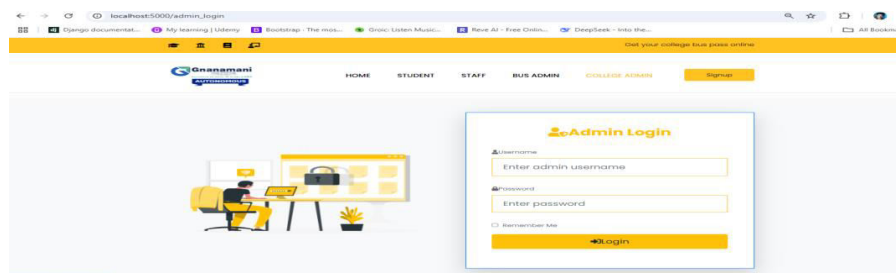 localhost:5000/admin_login
Django documentat... My learning | Udemy Bootstrap · The mos... Groic: Listen Music... Reve AI - Free Onlin... DeepSeek - Into the... All Bookma
Get your college bus pass online
Gnanamani
AUTONOMOUS
HOME STUDENT STAFF BUS ADMIN COLLEGE ADMIN Signup
Admin Login
Username
Enter admin username
Password
Enter password
Remember Me
Login